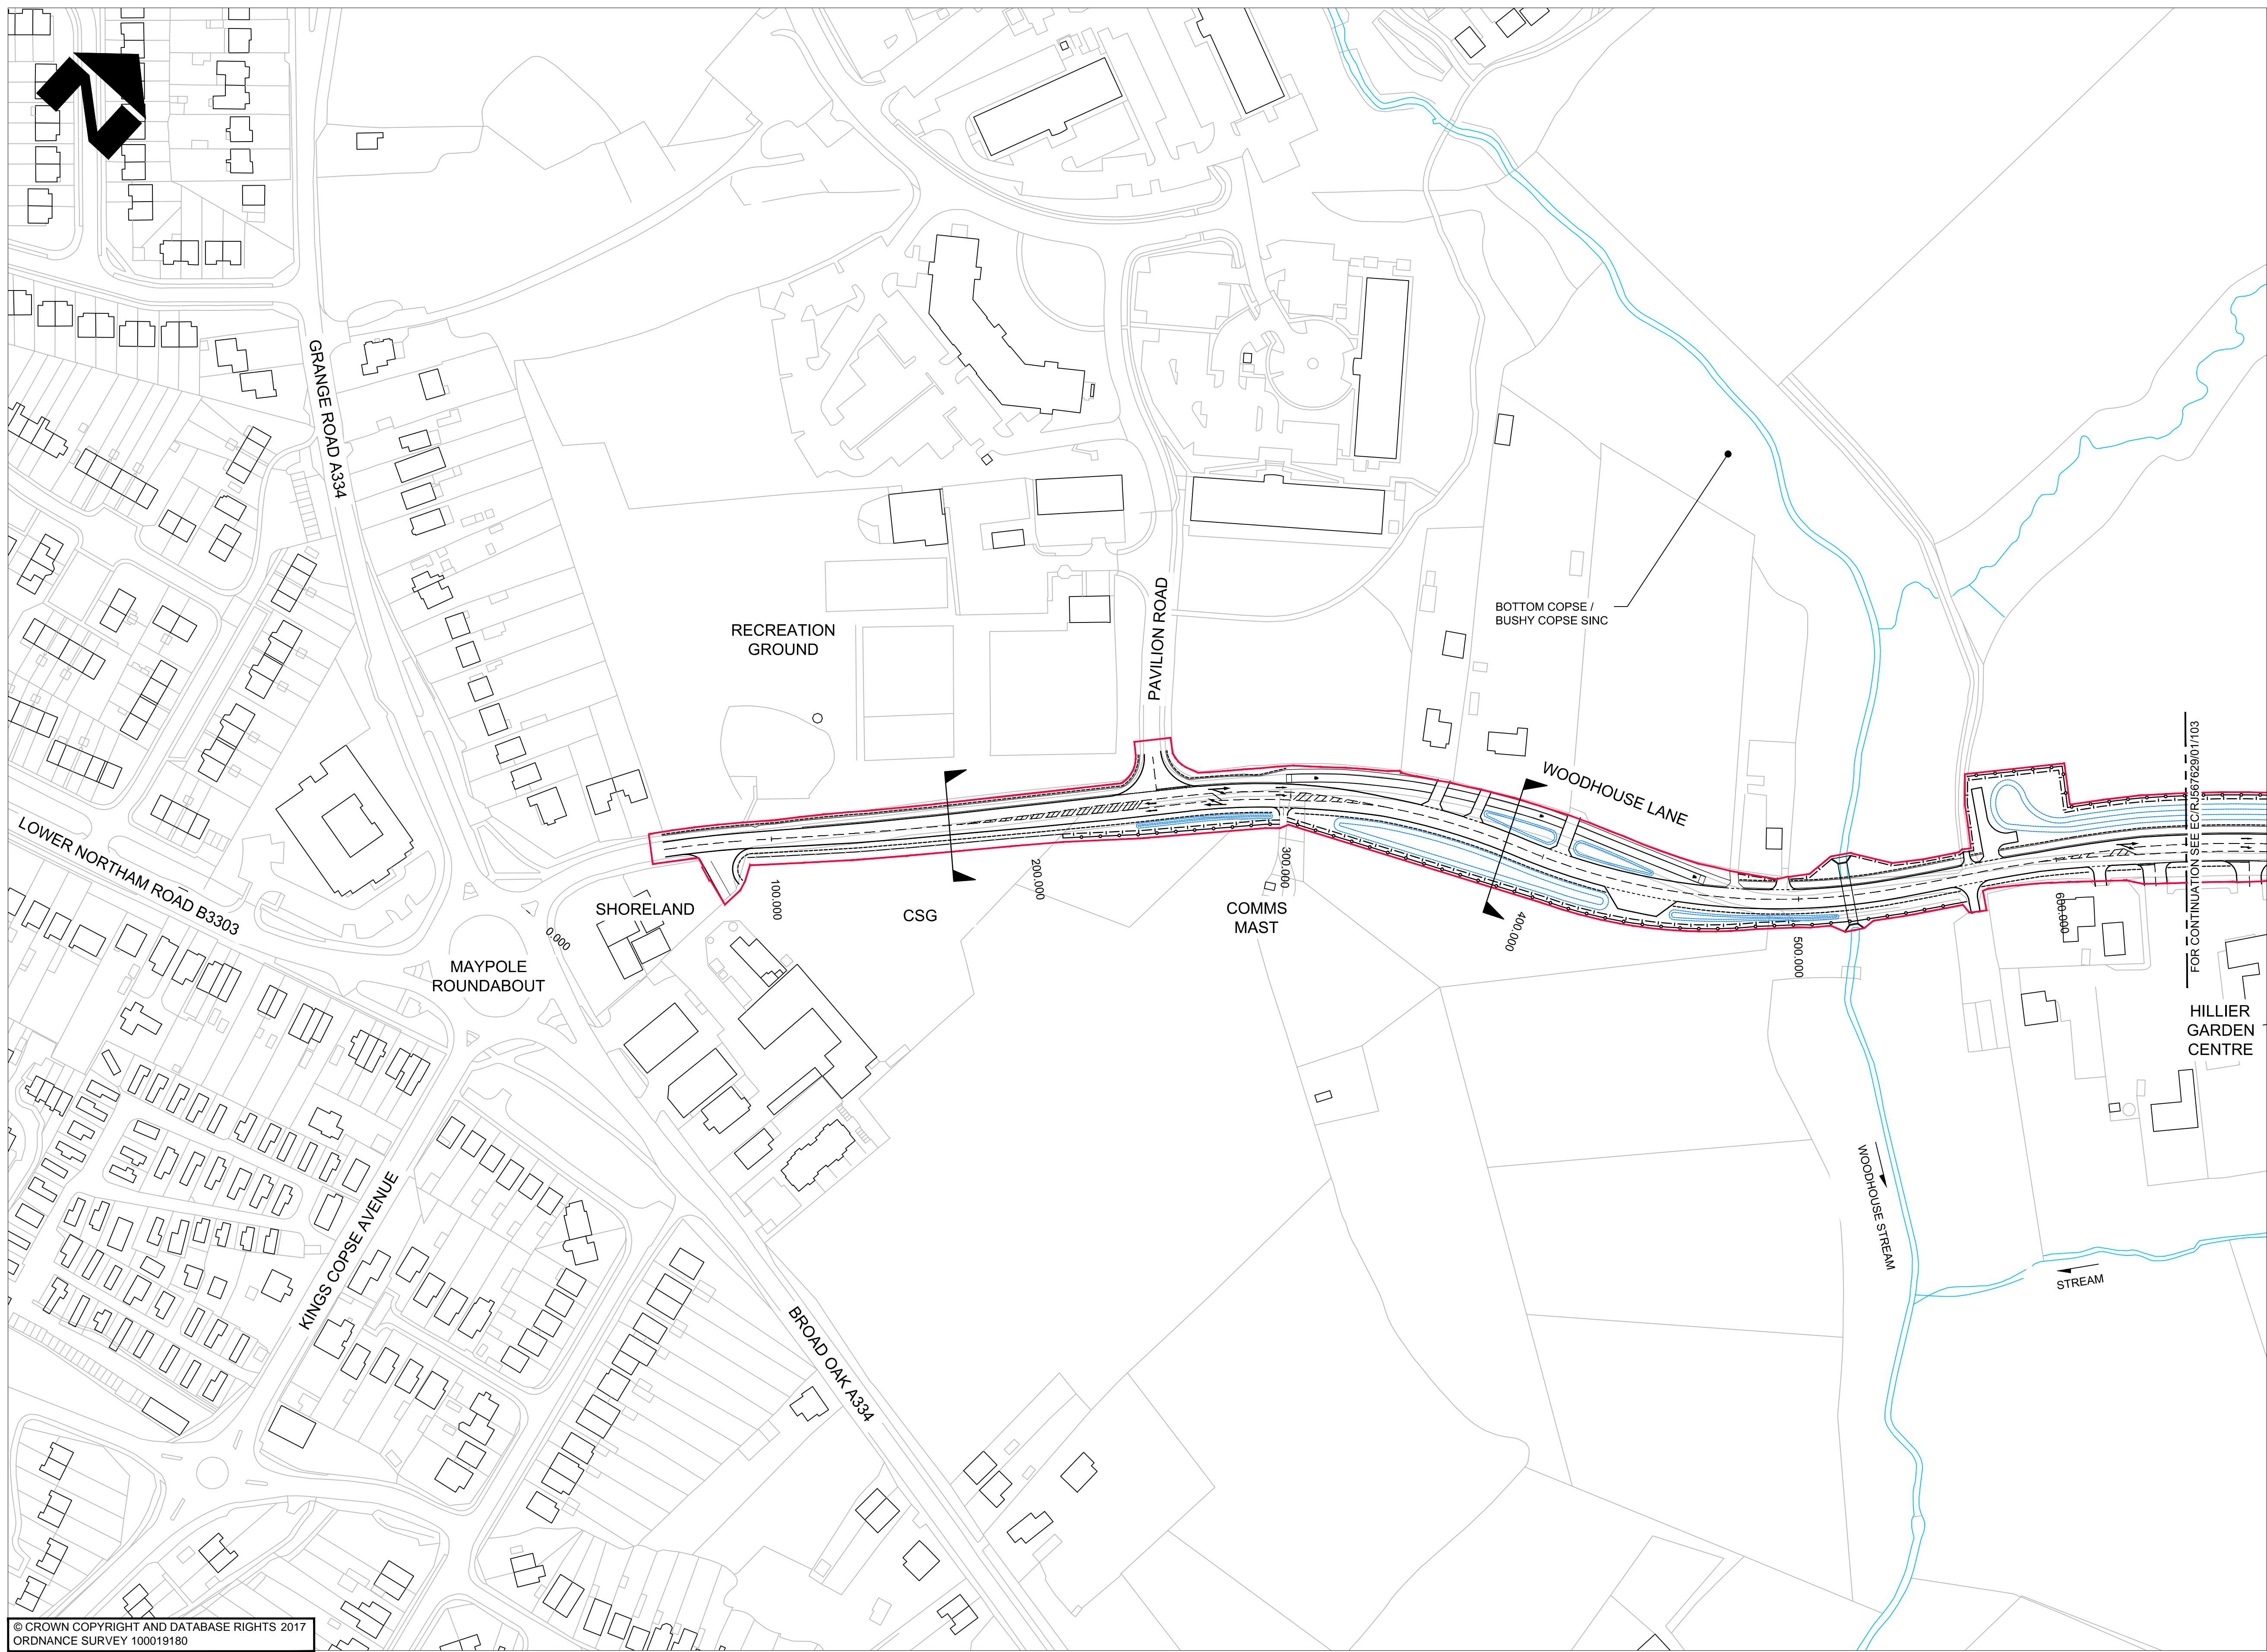 GRANGE ROAD A334
RECREATION
GROUND
PAVILION ROAD
BOTTOM COPSE /
BUSHY COPSE SINC
WOODHOUSE LANE
FOR CONTINUATION SEE EC/RJ567629/01/103
LOWER NORTHAM ROAD B3303
SHORELAND
CSG
COMMS
MAST
0.000
100.000
200.000
300.000
400.000
500.000
600.000
MAYPOLE
ROUNDABOUT
HILLIER
GARDEN
CENTRE
KINGS COPSE AVENUE
WOODHOUSE STREAM
STREAM
BROAD OAK A334
© CROWN COPYRIGHT AND DATABASE RIGHTS 2017
ORDNANCE SURVEY 100019180